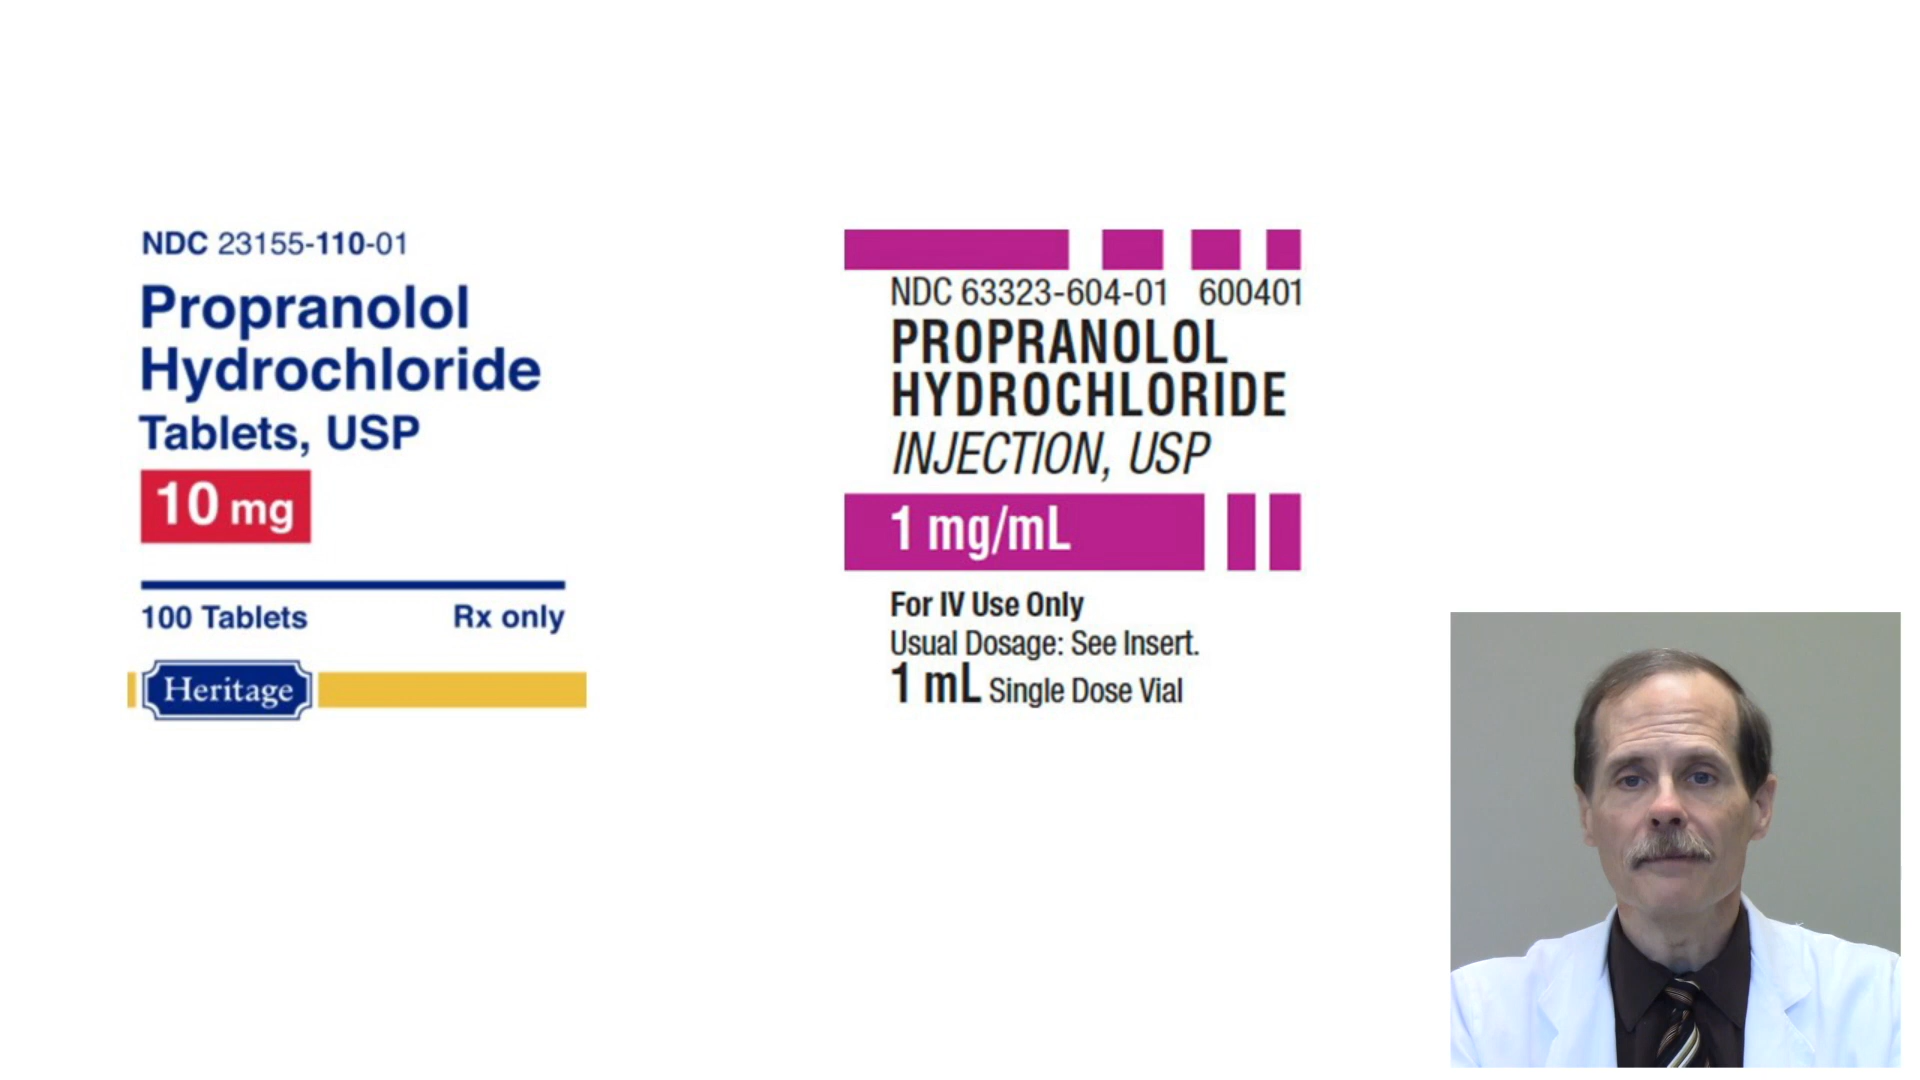 NDC 23155-110-01
Propranolol
Hydrochloride
Tablets, USP
10 mg
100 Tablets Rx only
Heritage
NDC 63323-604-01 600401
PROPRANOLOL
HYDROCHLORIDE
INJECTION, USP
1 mg/mL
For IV Use Only
Usual Dosage: See Insert.
1 mL Single Dose Vial